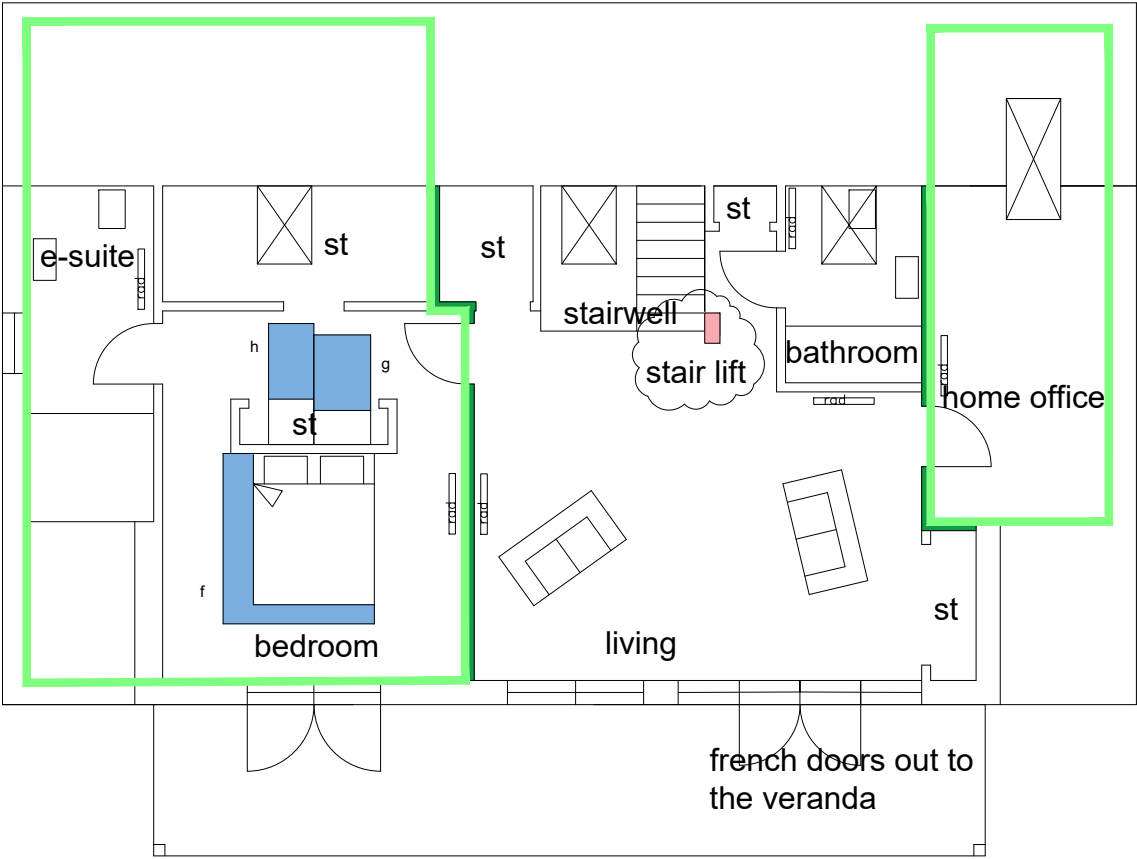 e-suite
rad
st
st
stairwell
st
rad
stair lift
bathroom
rad
rad
home office
h
g
st
rad
rad
f
bedroom
living
st
french doors out to
the veranda